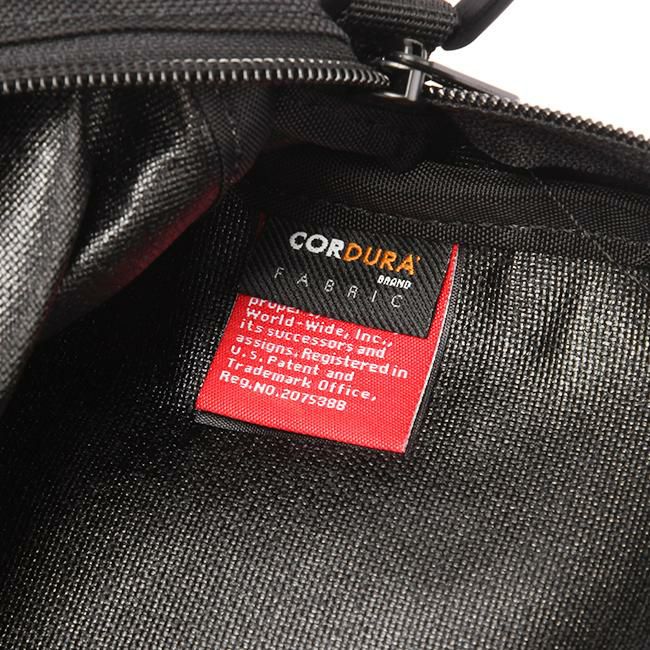 CORDURA
BRAND
FABRIC
World-Wide, Inc.,
its successors and
assigns. Registered in
U.S. Patent and
Trademark Office,
Reg.NO.2075388